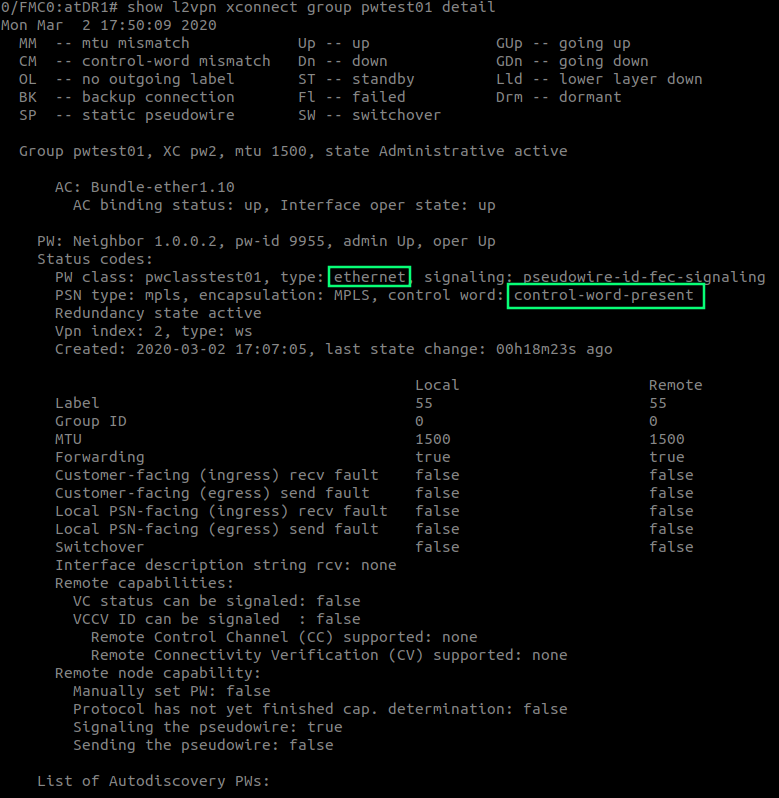 0/FMC0:atDR1# show l2vpn xconnect group pwtest01 detail
Mon Mar  2 17:50:09 2020
  MM  -- mtu mismatch            Up -- up              GUp -- going up
  CM  -- control-word mismatch   Dn -- down            GDn -- going down
  OL  -- no outgoing label       ST -- standby         Lld -- lower layer down
  BK  -- backup connection       Fl -- failed          Drm -- dormant
  SP  -- static pseudowire       SW -- switchover

  Group pwtest01, XC pw2, mtu 1500, state Administrative active

      AC: Bundle-ether1.10
        AC binding status: up, Interface oper state: up

    PW: Neighbor 1.0.0.2, pw-id 9955, admin Up, oper Up
    Status codes:
      PW class: pwclasstest01, type: ethernet, signaling: pseudowire-id-fec-signaling
      PSN type: mpls, encapsulation: MPLS, control word: control-word-present
      Redundancy state active
      Vpn index: 2, type: ws
      Created: 2020-03-02 17:07:05, last state change: 00h18m23s ago

                                              Local                     Remote
      Label                                   55                        55
      Group ID                                0                         0
      MTU                                     1500                      1500
      Forwarding                              true                      true
      Customer-facing (ingress) recv fault    false                     false
      Customer-facing (egress) send fault     false                     false
      Local PSN-facing (ingress) recv fault   false                     false
      Local PSN-facing (egress) send fault    false                     false
      Switchover                              false                     false
      Interface description string rcv: none
      Remote capabilities:
        VC status can be signaled: false
        VCCV ID can be signaled  : false
          Remote Control Channel (CC) supported: none
          Remote Connectivity Verification (CV) supported: none
      Remote node capability:
        Manually set PW: false
        Protocol has not yet finished cap. determination: false
        Signaling the pseudowire: true
        Sending the pseudowire: false

    List of Autodiscovery PWs: